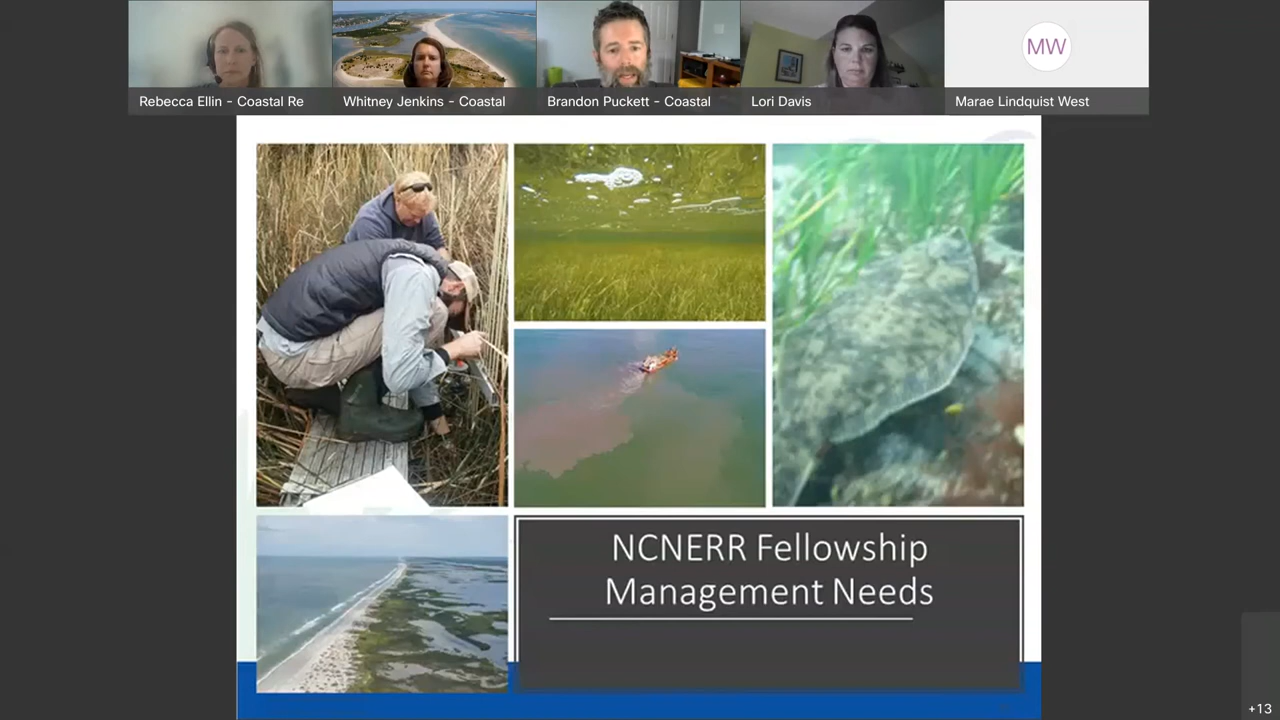 Rebecca Ellin - Coastal Re
Whitney Jenkins - Coastal
Brandon Puckett - Coastal
Lori Davis
MW
Marae Lindquist West
NCNERR Fellowship
Management Needs
+13